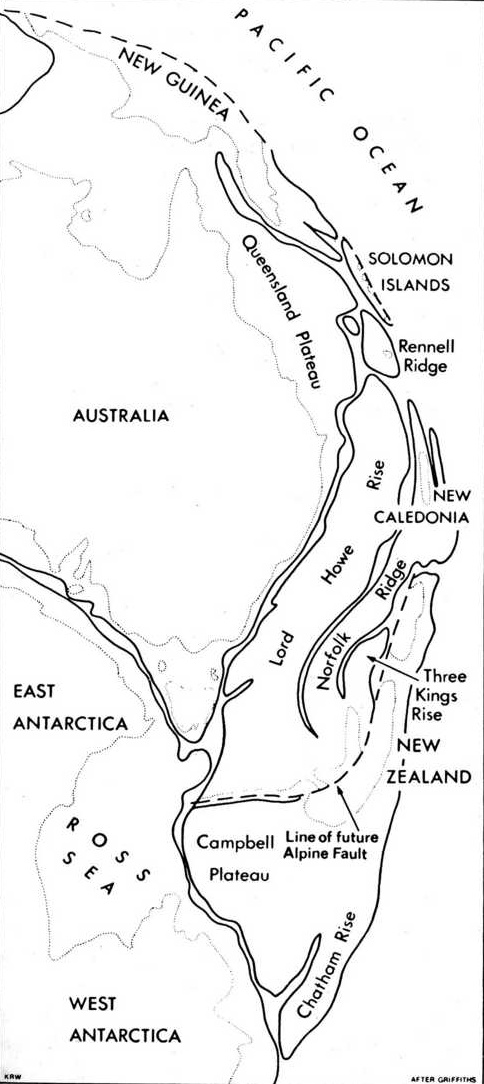 PACIFIC OCEAN
NEW GUINEA
SOLOMON
ISLANDS
Queensland Plateau
Rennell
Ridge
AUSTRALIA
Lord Howe Rise
NEW
CALEDONIA
Norfolk Ridge
Three
Kings
Rise
EAST
ANTARCTICA
NEW
ZEALAND
ROSS
SEA
Campbell
Plateau
Line of future
Alpine Fault
Chatham Rise
WEST
ANTARCTICA
KRW
AFTER GRIFFITHS